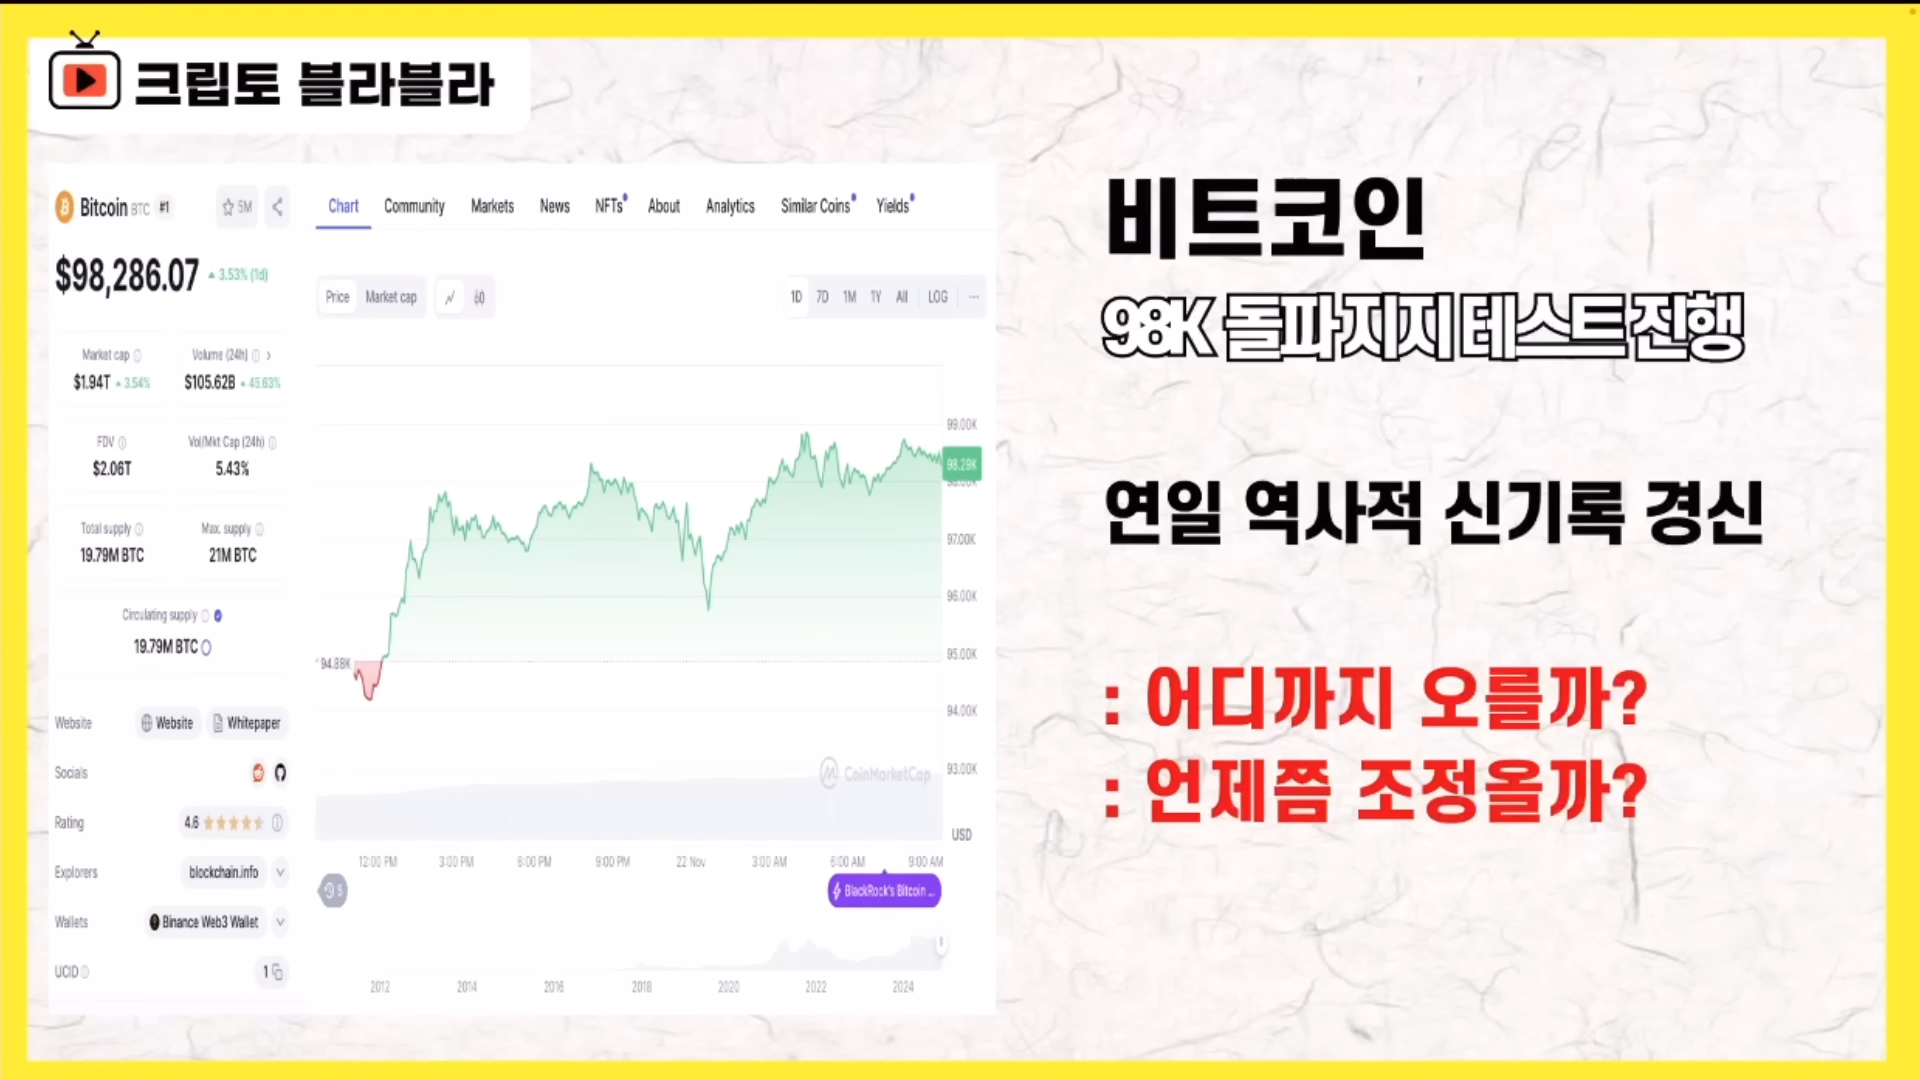 크립토 블라블라
Bitcoin BTC #1
5M
$98,286.07 3.53% (1d)
Market cap
Volume (24h)
$1.94T 3.54%
$105.62B 45.63%
FDV
Vol/Mkt Cap (24h)
$2.06T
5.43%
Total supply
Max. supply
19.79M BTC
21M BTC
Circulating supply
19.79M BTC
Website
Website
Whitepaper
Socials
Rating
4.6
Explorers
blockchain.info
Wallets
Binance Web3 Wallet
UCID
1
Chart Community Markets News NFTs About Analytics Similar Coins Yields
Price Market cap
1D 7D 1M 1Y All LOG ...
99.00K
98.29K
98.00K
97.00K
96.00K
95.00K
94.88K
94.00K
93.00K
CoinMarketCap
USD
12:00 PM 3:00 PM 6:00 PM 9:00 PM 22 Nov 3:00 AM 6:00 AM 9:00 AM
5
BlackRock's Bitcoin ...
2012 2014 2016 2018 2020 2022 2024
비트코인
98K 돌파 지지 테스트 진행
연일 역사적 신기록 경신
: 어디까지 오를까?
: 언제쯤 조정올까?